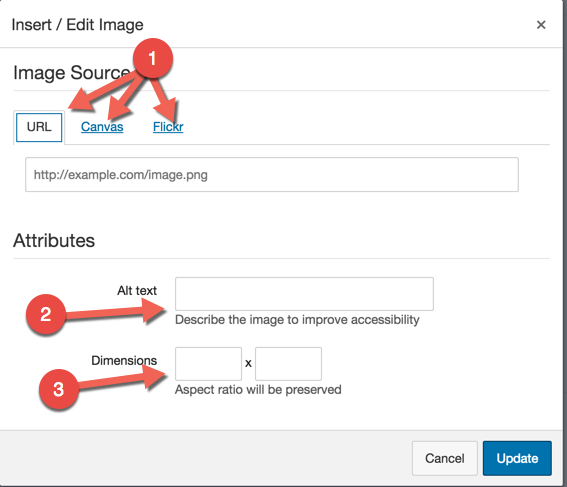 Insert / Edit Image ×
1
Image Source
URL Canvas Flickr
http://example.com/image.png
Attributes
Alt text
2
Describe the image to improve accessibility
Dimensions x
3
Aspect ratio will be preserved
Cancel Update